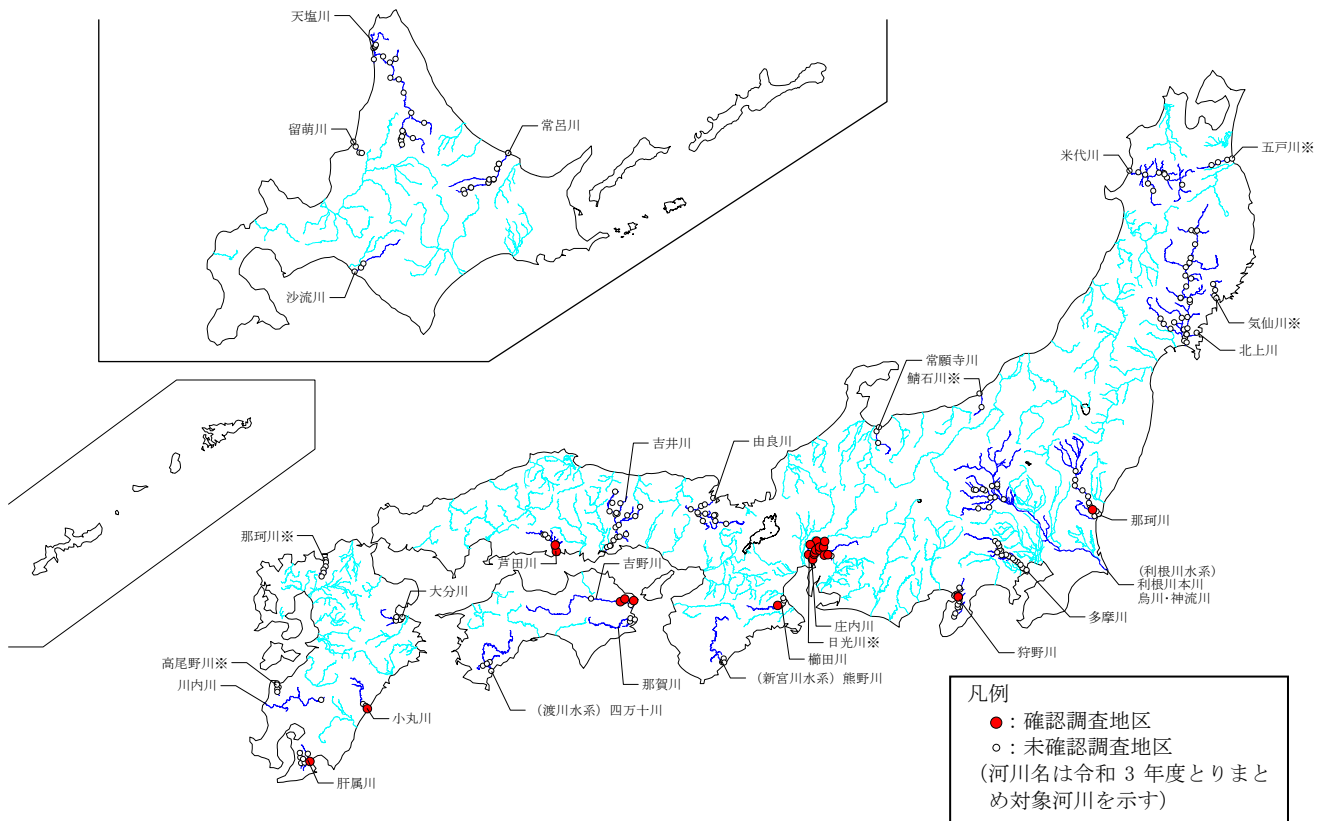 天塩川
留萌川
常呂川
沙流川
米代川
五戸川※
気仙川※
北上川
常願寺川
鯖石川※
吉井川
由良川
那珂川
(利根川水系)
利根川本川
烏川・神流川
多摩川
狩野川
庄内川
日光川※
櫛田川
(新宮川水系) 熊野川
那珂川※
芦田川
吉野川
大分川
高尾野川※
川内川
小丸川
那賀川
(渡川水系) 四万十川
肝属川
凡例
：確認調査地区
：未確認調査地区
(河川名は令和 3 年度とりまと
め対象河川を示す)